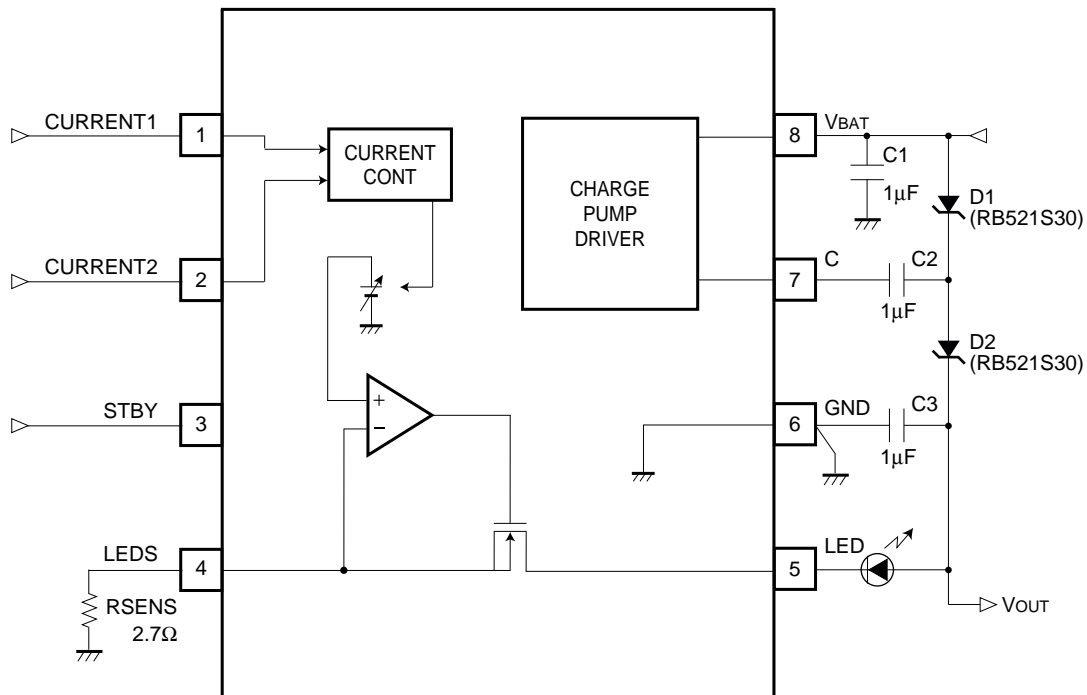 CURRENT1
1
CURRENT
CONT
CURRENT2
2
STBY
3
+
−
LEDS
4
RSENS
2.7Ω
CHARGE
PUMP
DRIVER
8
VBAT
C1
1μF
D1
(RB521S30)
7
C
C2
1μF
D2
(RB521S30)
6
GND
C3
1μF
5
LED
VOUT